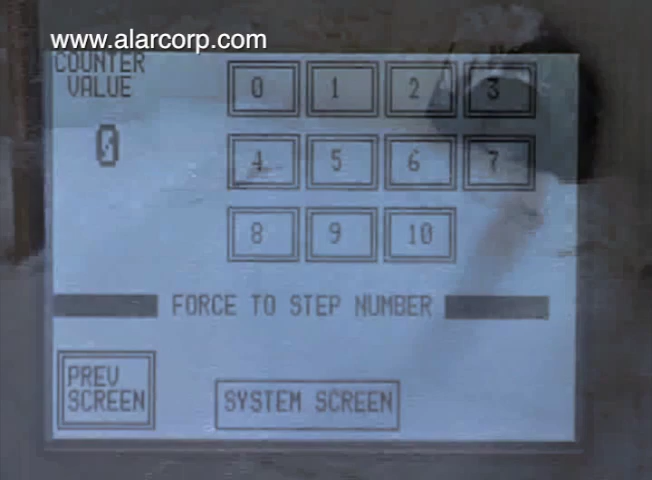 www.alarcorp.com
COUNTER
VALUE
0
0 1 2 3
4 5 6 7
8 9 10
FORCE TO STEP NUMBER
PREV
SCREEN
SYSTEM SCREEN